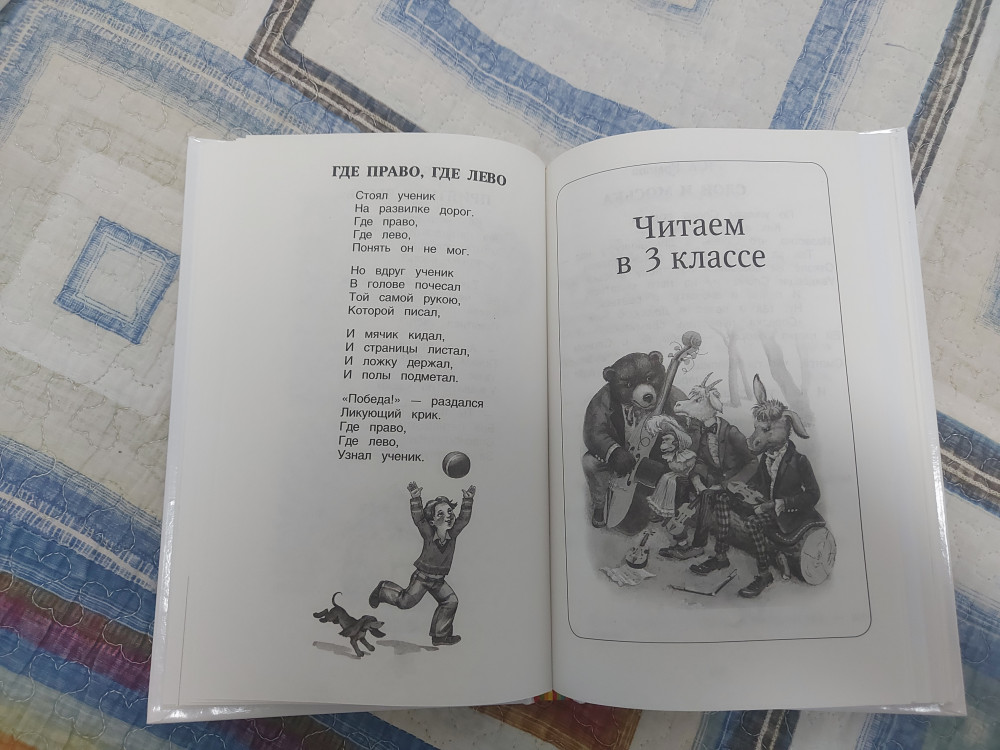 ГДЕ ПРАВО, ГДЕ ЛЕВО
Стоял ученик
На развилке дорог.
Где право,
Где лево,
Понять он не мог.
Но вдруг ученик
В голове почесал
Той самой рукою,
Которой писал,
И мячик кидал,
И страницы листал,
И ложку держал,
И полы подметал.
«Победа!» — раздался
Ликующий крик.
Где право,
Где лево,
Узнал ученик.
Читаем
в 3 классе